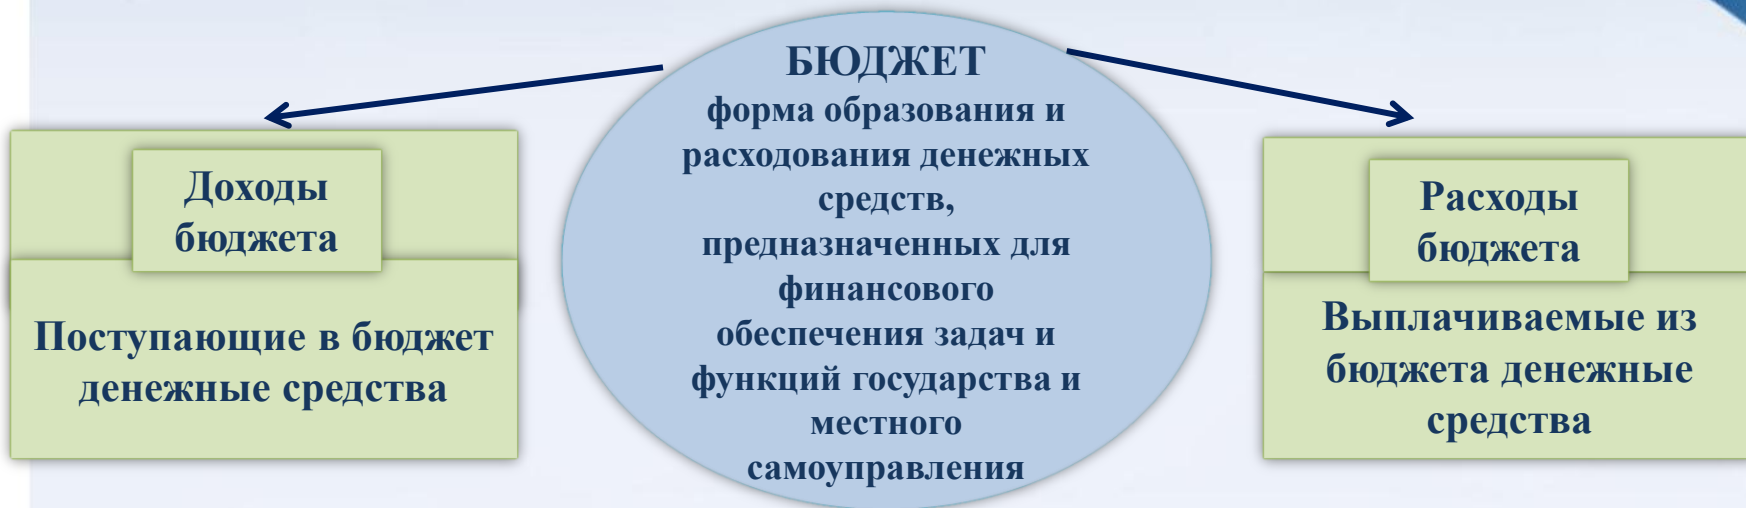 БЮДЖЕТ
форма образования и
расходования денежных
средств,
предназначенных для
финансового
обеспечения задач и
функций государства и
местного
самоуправления
Доходы
бюджета
Поступающие в бюджет
денежные средства
Расходы
бюджета
Выплачиваемые из
бюджета денежные
средства